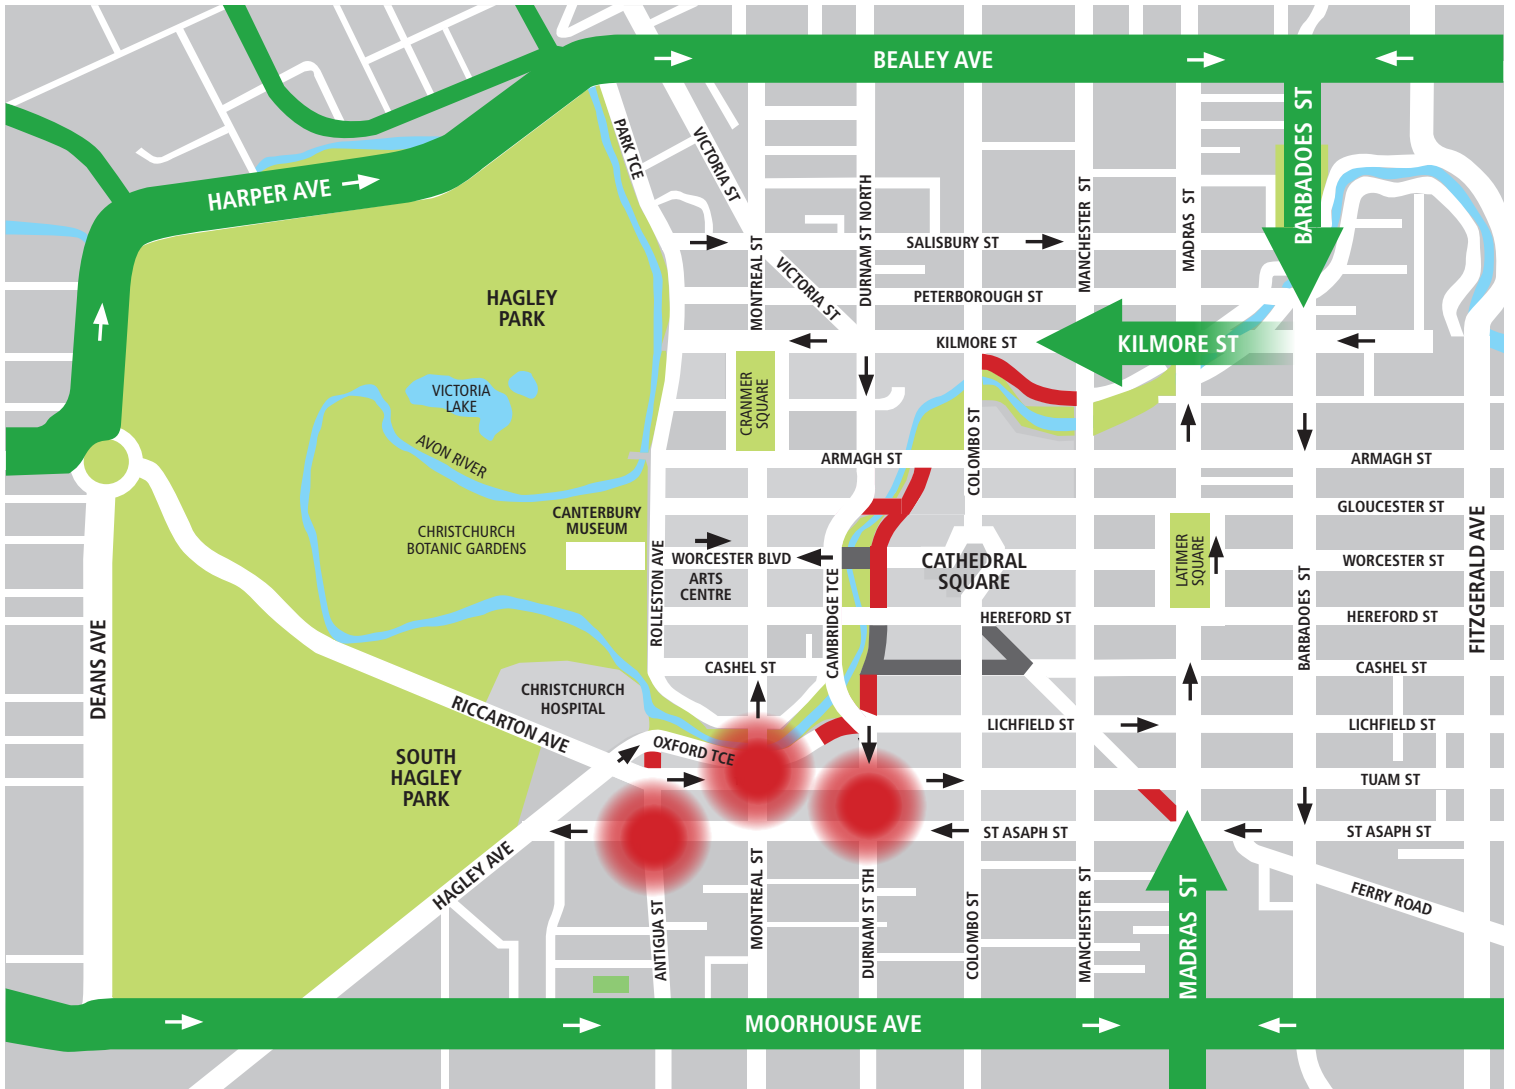 BEALEY AVE
PARK TCE
VICTORIA ST
BARBADOES ST
HARPER AVE
DURNAM ST NORTH
MANCHESTER ST
MADRAS ST
SALISBURY ST
MONTREAL ST
VICTORIA ST
HAGLEY
PARK
PETERBOROUGH ST
KILMORE ST
KILMORE ST
VICTORIA
LAKE
CRANMER
SQUARE
COLOMBO ST
AVON RIVER
ARMAGH ST
ARMAGH ST
CANTERBURY
MUSEUM
GLOUCESTER ST
CHRISTCHURCH
BOTANIC GARDENS
ROLLESTON AVE
WORCESTER BLVD
ARTS
CENTRE
CAMBRIDGE TCE
CATHEDRAL
SQUARE
LATIMER
SQUARE
WORCESTER ST
FITZGERALD AVE
HEREFORD ST
HEREFORD ST
BARBADOES ST
DEANS AVE
CASHEL ST
CASHEL ST
CHRISTCHURCH
HOSPITAL
RICCARTON AVE
LICHFIELD ST
LICHFIELD ST
OXFORD TCE
SOUTH
HAGLEY
PARK
TUAM ST
ST ASAPH ST
ST ASAPH ST
HAGLEY AVE
ANTIGUA ST
MONTREAL ST
DURNAM ST STH
COLOMBO ST
MANCHESTER ST
MADRAS ST
FERRY ROAD
MOORHOUSE AVE